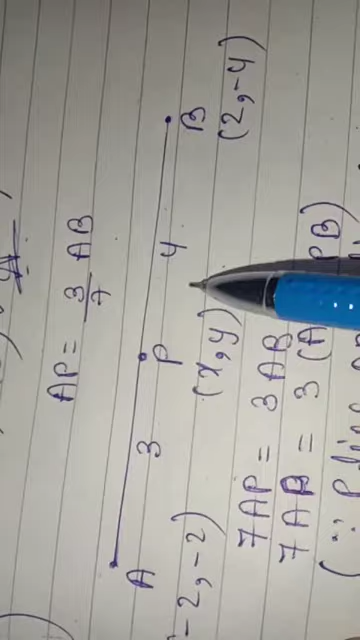 AP = 3/7 AB
3 4
A P B
(-2,-2) (x,y) (2,-4)
7AP = 3AB
7AB = 3(A PB)
(∵ P